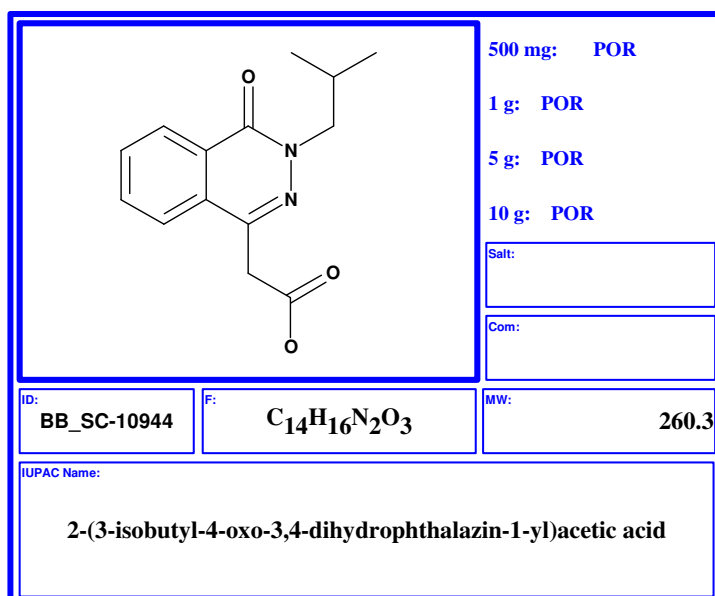 O
N
N
O
O
500 mg: POR
1 g: POR
5 g: POR
10 g: POR
Salt:
Com:
ID:
BB_SC-10944
F:
C14H16N2O3
MW:
260.3
IUPAC Name:
2-(3-isobutyl-4-oxo-3,4-dihydrophthalazin-1-yl)acetic acid